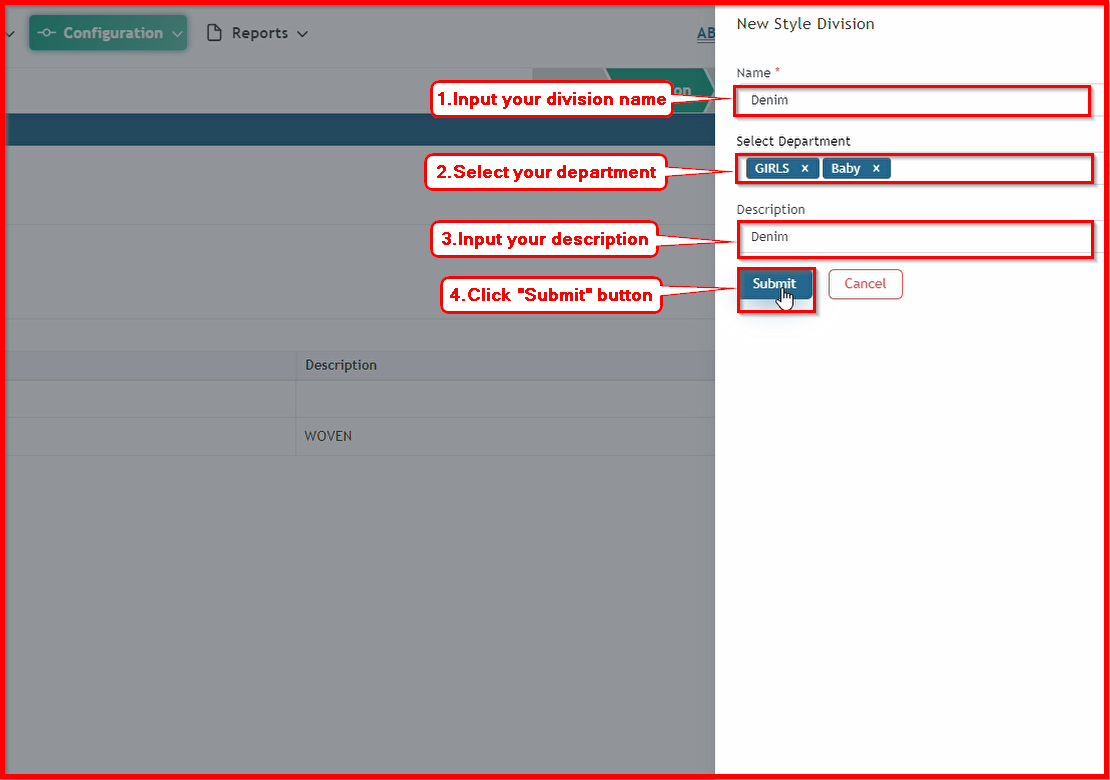 Configuration
Reports
AB
New Style Division
Name *
1.Input your division name
Denim
Select Department
2.Select your department
GIRLS x Baby x
Description
3.Input your description
Denim
4.Click "Submit" button
Submit
Cancel
Description
WOVEN